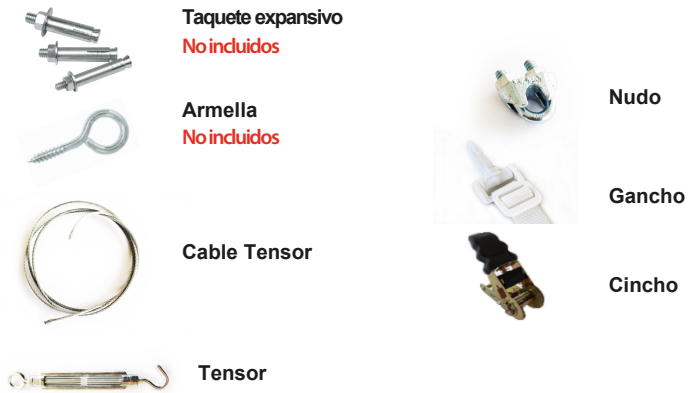 Taquete expansivo
No incluidos
Armella
No incluidos
Cable Tensor
Tensor
Nudo
Gancho
Cincho